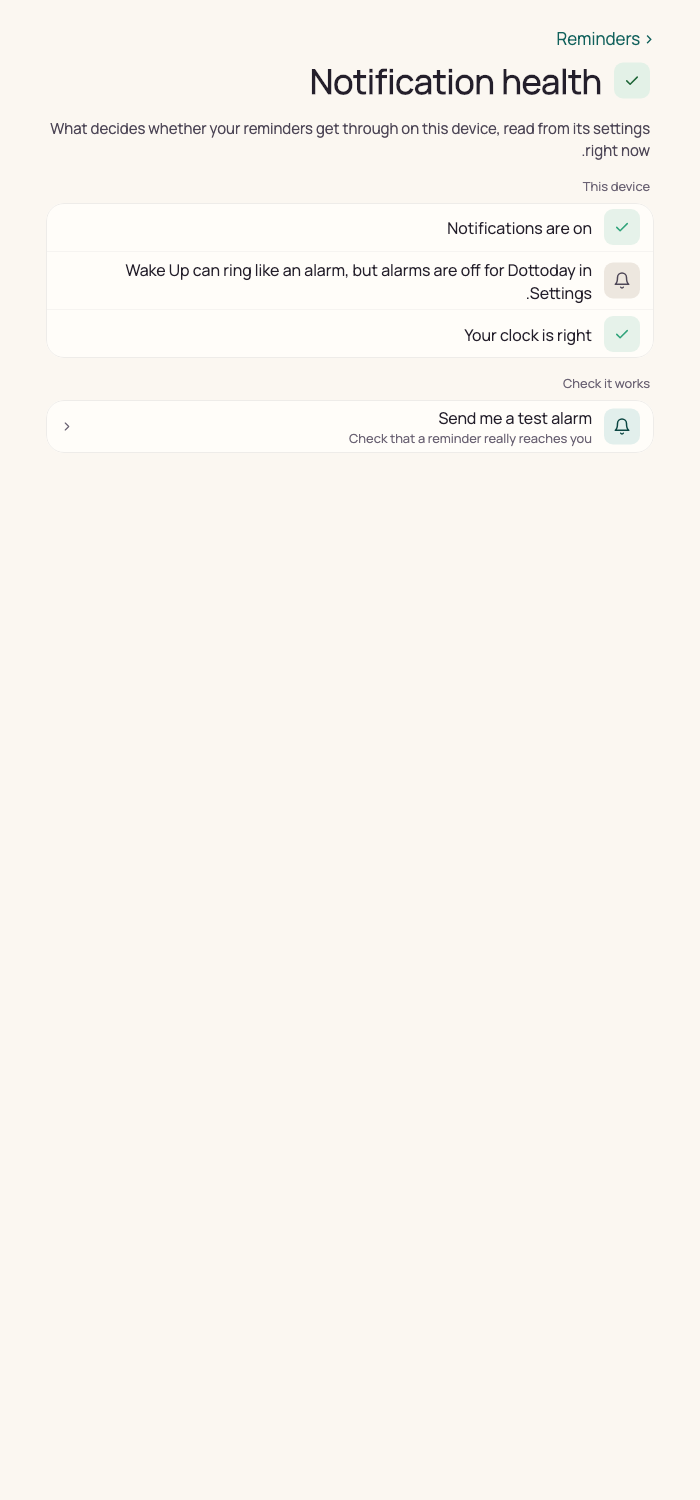 Reminders
Notification health
What decides whether your reminders get through on this device, read from its settings
.right now
This device
Notifications are on
Wake Up can ring like an alarm, but alarms are off for Dottoday in
.Settings
Your clock is right
Check it works
Send me a test alarm
Check that a reminder really reaches you